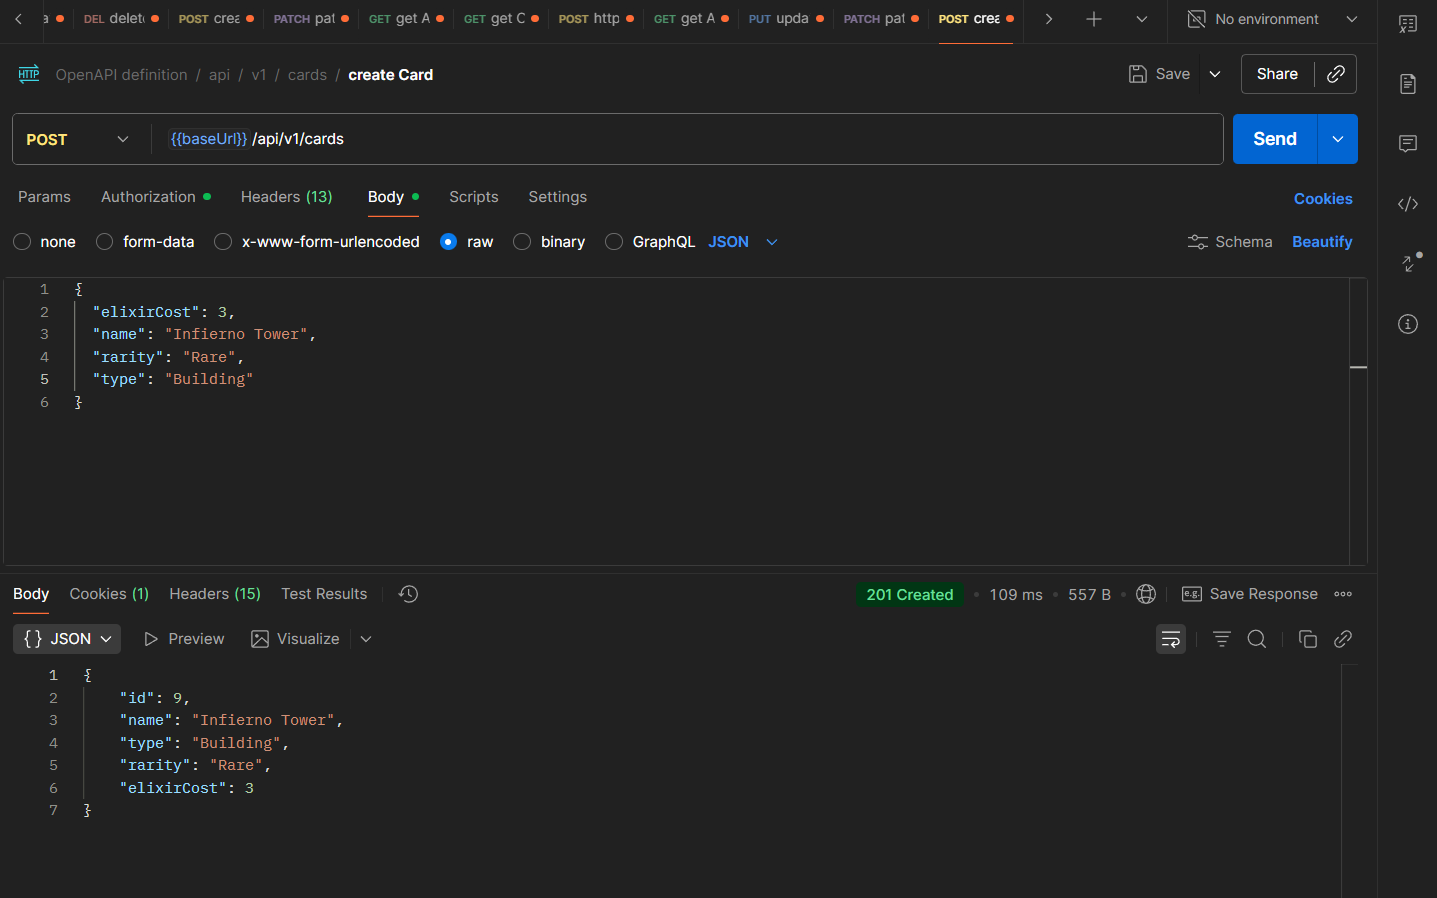 a DEL delet POST crea PATCH pat GET get A GET get C POST http GET get A PUT upda PATCH pat POST crea No environment
HTTP OpenAPI definition / api / v1 / cards / create Card Save Share
POST {{baseUrl}} /api/v1/cards Send
Params Authorization Headers (13) Body Scripts Settings Cookies
none form-data x-www-form-urlencoded raw binary GraphQL JSON Schema Beautify
1 {
2 "elixirCost": 3,
3 "name": "Infierno Tower",
4 "rarity": "Rare",
5 "type": "Building"
6 }
Body Cookies (1) Headers (15) Test Results 201 Created • 109 ms • 557 B • e.g. Save Response
{} JSON Preview Visualize
1 {
2 "id": 9,
3 "name": "Infierno Tower",
4 "type": "Building",
5 "rarity": "Rare",
6 "elixirCost": 3
7 }